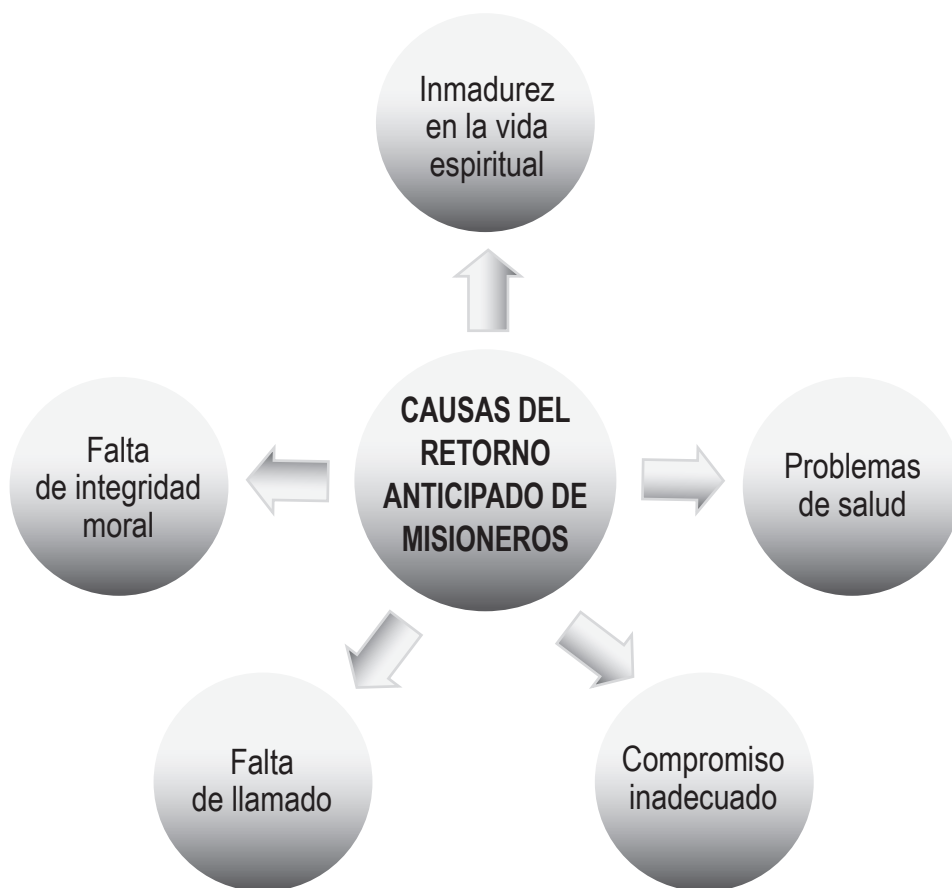 Inmadurez
en la vida
espiritual
CAUSAS DEL
RETORNO
ANTICIPADO DE
MISIONEROS
Falta
de integridad
moral
Problemas
de salud
Falta
de llamado
Compromiso
inadecuado